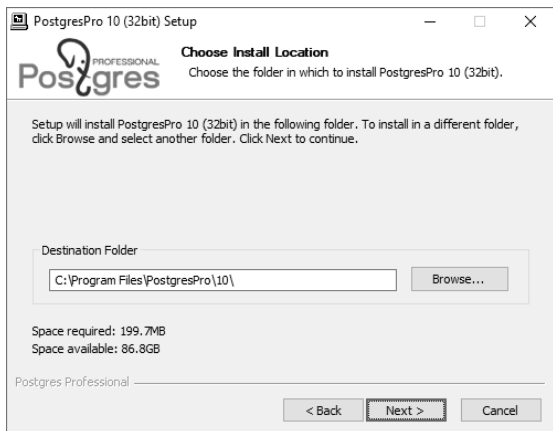 PostgresPro 10 (32bit) Setup
PROFESSIONAL
Postgres
Choose Install Location
Choose the folder in which to install PostgresPro 10 (32bit).
Setup will install PostgresPro 10 (32bit) in the following folder. To install in a different folder,
click Browse and select another folder. Click Next to continue.
Destination Folder
C:\Program Files\PostgresPro\10\
Browse...
Space required: 199.7MB
Space available: 86.8GB
Postgres Professional
< Back
Next >
Cancel